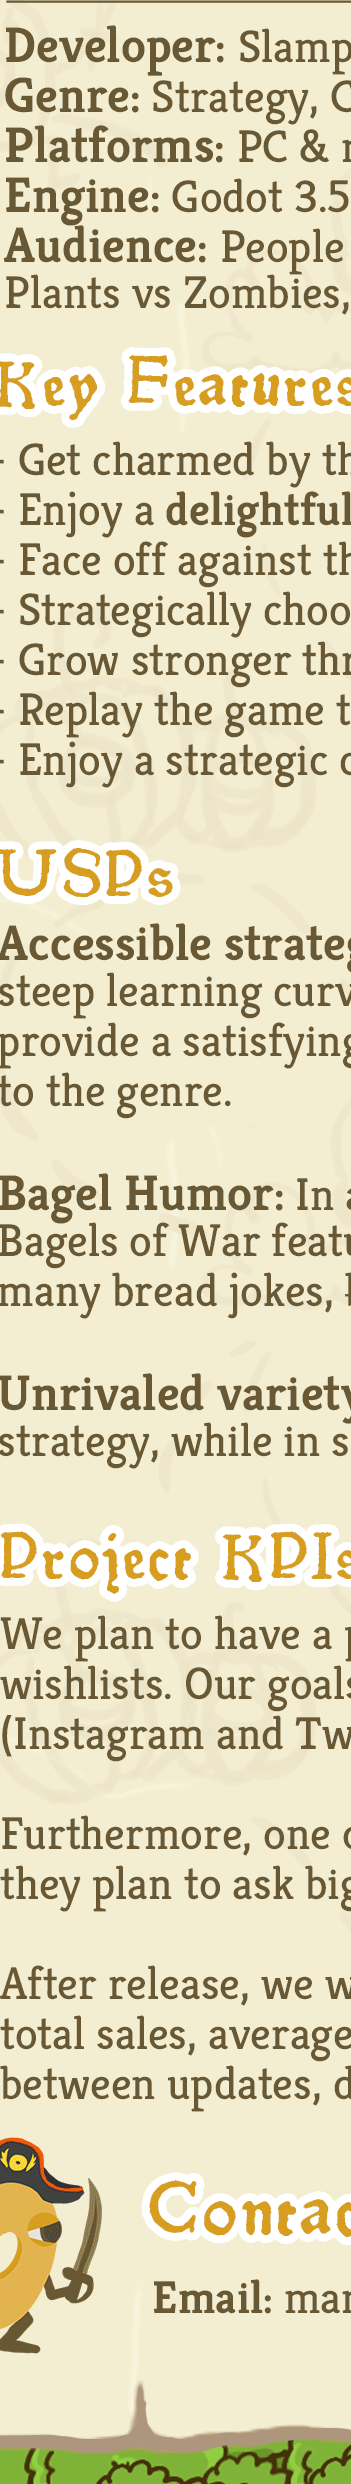 Developer: Slamp
Genre: Strategy, C
Platforms: PC &
Engine: Godot 3.5
Audience: People
Plants vs Zombies,
Key Features
- Get charmed by th
- Enjoy a delightful
- Face off against th
- Strategically choo
- Grow stronger thr
- Replay the game t
- Enjoy a strategic
USPs
Accessible strateg
steep learning curv
provide a satisfying
to the genre.
Bagel Humor: In a
Bagels of War featu
many bread jokes,
Unrivaled variety
strategy, while in s
Project KPIs
We plan to have a p
wishlists. Our goals
(Instagram and Tw
Furthermore, one o
they plan to ask big
After release, we w
total sales, average
between updates, d
Contac
Email: mar